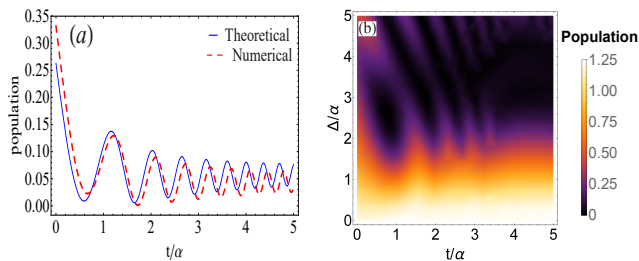 (a)
Theoretical
Numerical
population
0.35
0.30
0.25
0.20
0.15
0.10
0.05
0.00
0 1 2 3 4 5
t/α
(b)
Δ/α
5
4
3
2
1
0
0 1 2 3 4 5
t/α
Population
1.25
1.00
0.75
0.50
0.25
0